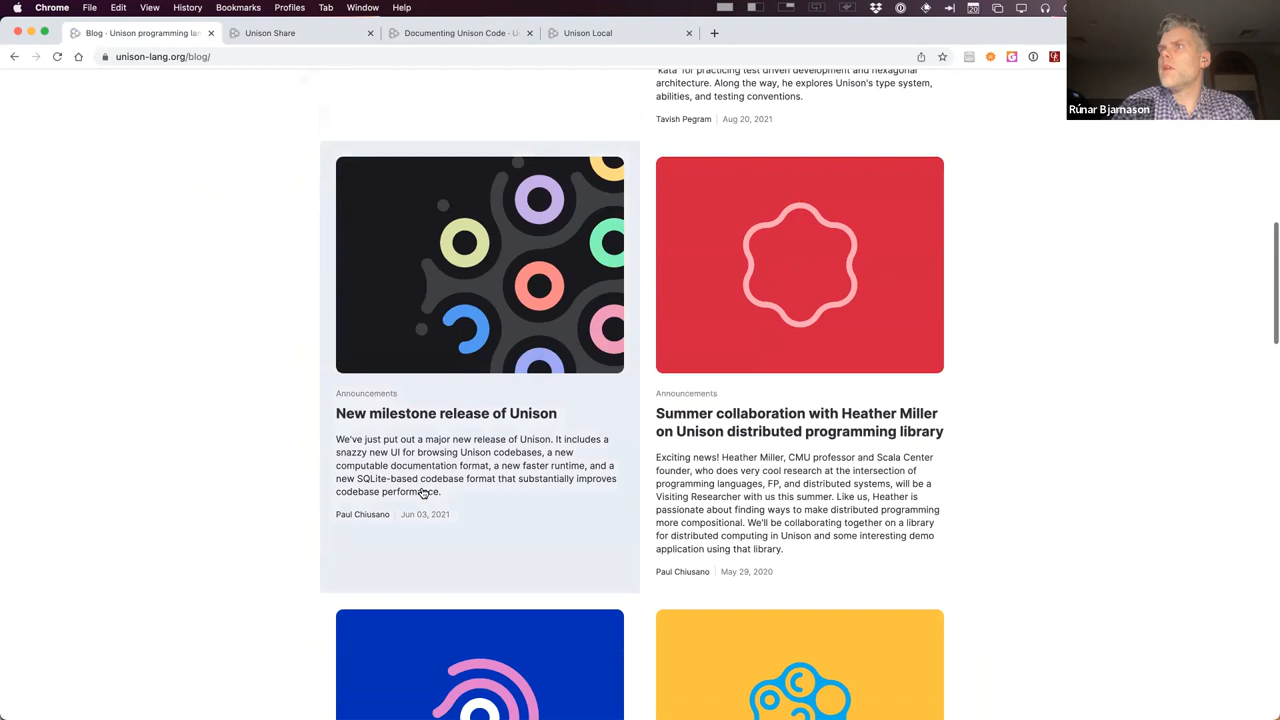 Chrome File Edit View History Bookmarks Profiles Tab Window Help
Blog · Unison programming lan
Unison Share
Documenting Unison Code · U
Unison Local
unison-lang.org/blog/
Rúnar Bjarnason
'kata' for practicing test driven development and hexagonal
architecture. Along the way, he explores Unison's type system,
abilities, and testing conventions.
Tavish Pegram | Aug 20, 2021
Announcements
New milestone release of Unison
We've just put out a major new release of Unison. It includes a
snazzy new UI for browsing Unison codebases, a new
computable documentation format, a new faster runtime, and a
new SQLite-based codebase format that substantially improves
codebase performance.
Paul Chiusano | Jun 03, 2021
Announcements
Summer collaboration with Heather Miller
on Unison distributed programming library
Exciting news! Heather Miller, CMU professor and Scala Center
founder, who does very cool research at the intersection of
programming languages, FP, and distributed systems, will be a
Visiting Researcher with us this summer. Like us, Heather is
passionate about finding ways to make distributed programming
more compositional. We'll be collaborating together on a library
for distributed computing in Unison and some interesting demo
application using that library.
Paul Chiusano | May 29, 2020